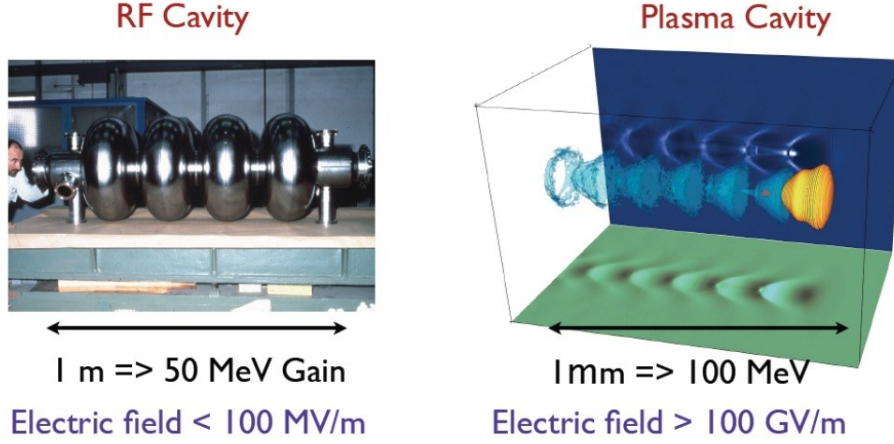 RF Cavity
Plasma Cavity
1 m => 50 MeV Gain
1mm => 100 MeV
Electric field < 100 MV/m
Electric field > 100 GV/m